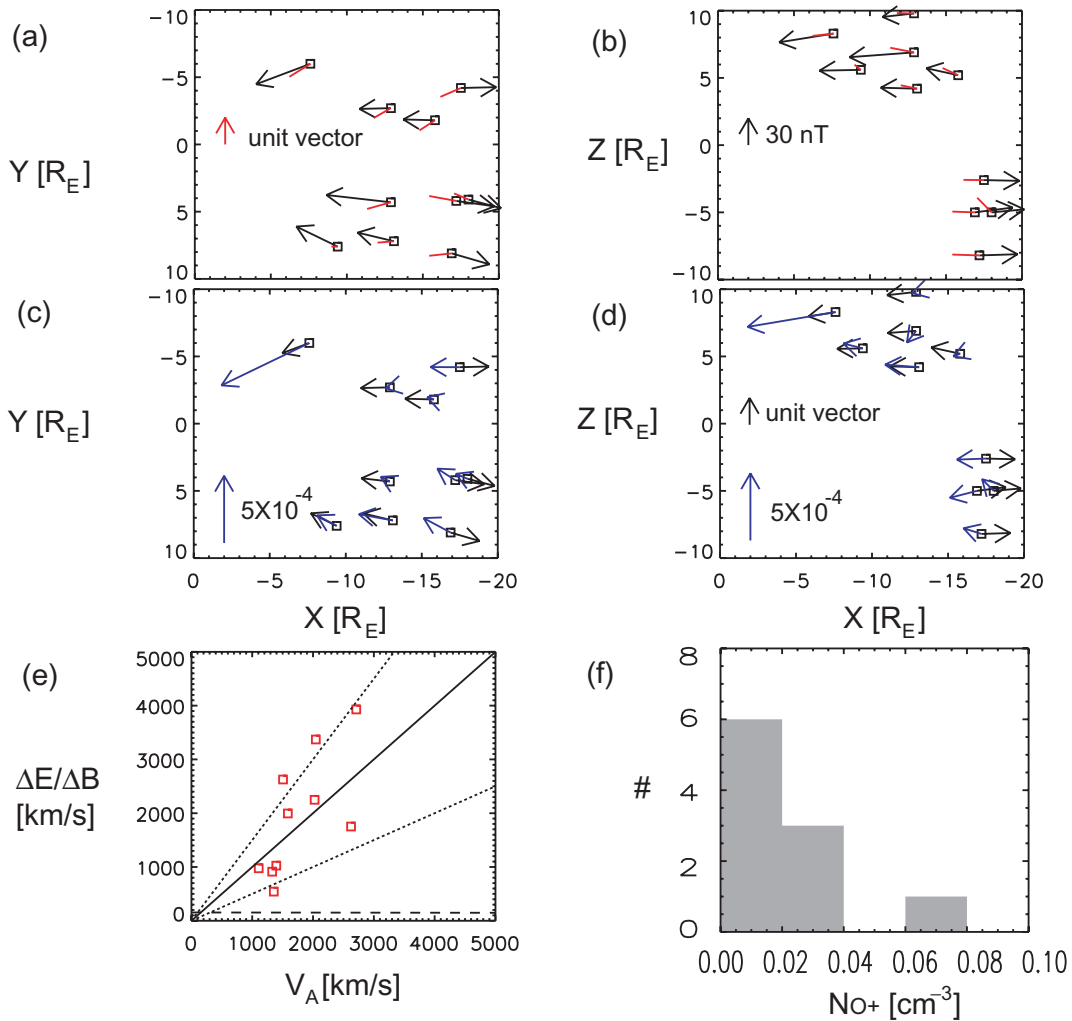 (a)
-10
-5
0
5
10
Y [R_E]
unit vector
(b)
10
5
0
-5
-10
Z [R_E]
30 nT
(c)
-10
-5
0
5
10
Y [R_E]
5X10^-4
0 -5 -10 -15 -20
X [R_E]
(d)
10
5
0
-5
-10
Z [R_E]
unit vector
5X10^-4
0 -5 -10 -15 -20
X [R_E]
(e)
5000
4000
3000
2000
1000
0
ΔE/ΔB
[km/s]
0 1000 2000 3000 4000 5000
V_A [km/s]
(f)
8
6
4
2
0
#
0.00 0.02 0.04 0.06 0.08 0.10
No+ [cm^-3]